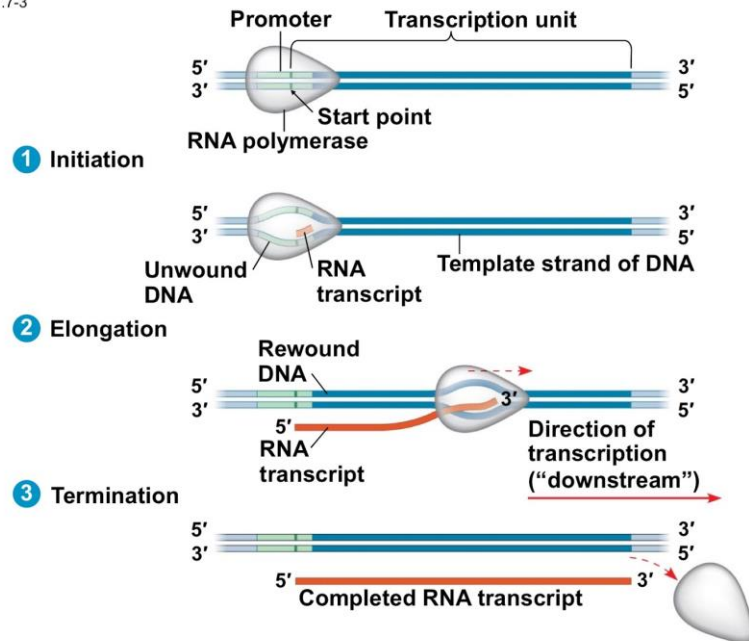 .7-3
Promoter
Transcription unit
5′
3′
3′
5′
Start point
RNA polymerase
1 Initiation
5′
3′
3′
5′
Unwound
DNA
RNA
transcript
Template strand of DNA
2 Elongation
Rewound
DNA
5′
3′
3′
3′
5′
5′
RNA
transcript
Direction of
transcription
(“downstream”)
3 Termination
5′
3′
3′
5′
5′
3′
Completed RNA transcript